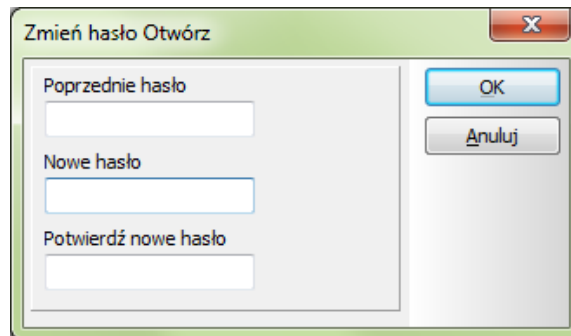 Zmień hasło Otwórz
Poprzednie hasło
OK
Anuluj
Nowe hasło
Potwierdź nowe hasło